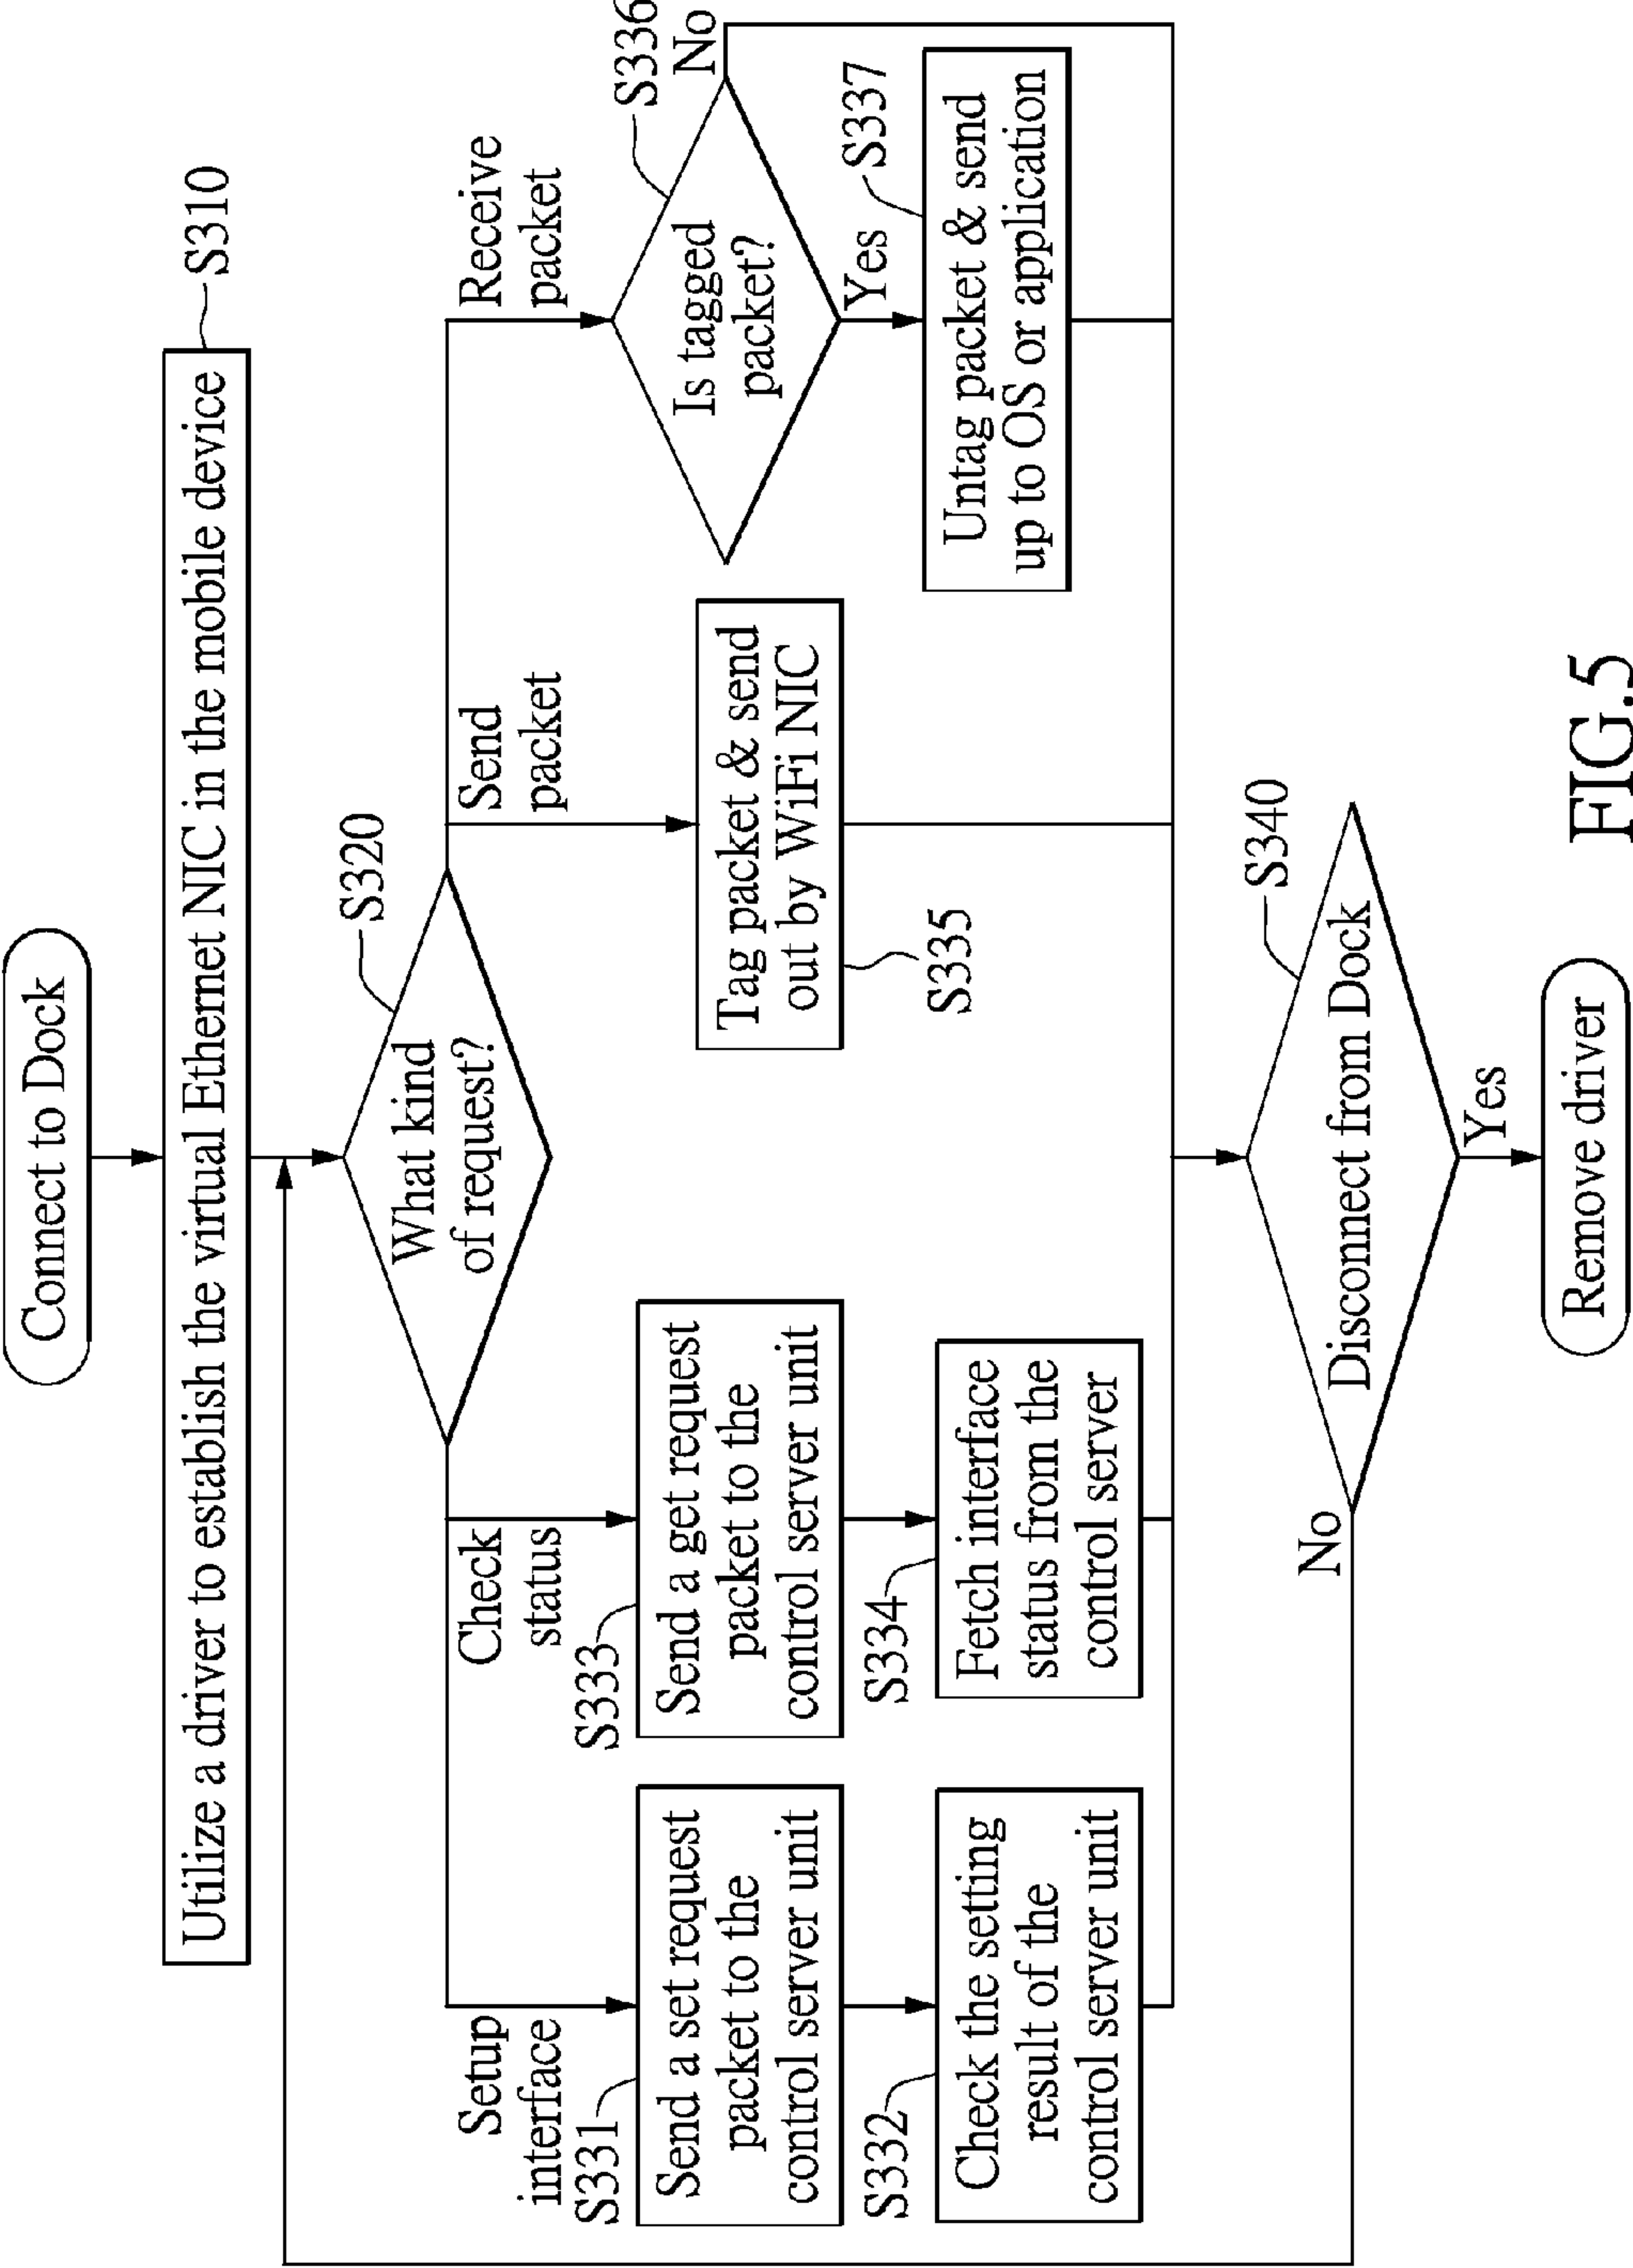 Connect to Dock
S310
Utilize a driver to establish the virtual Ethernet NIC in the mobile device
S320
What kind
of request?
Setup
interface
Check
status
Send
packet
Receive
packet
S331
Send a set request
packet to the
control server unit
S333
Send a get request
packet to the
control server unit
Tag packet & send
out by WiFi NIC
S335
S336
Is tagged
packet?
No
Yes
S332
Check the setting
result of the
control server unit
S334
Fetch interface
status from the
control server
S337
Untag packet & send
up to OS or application
S340
Disconnect from Dock
No
Yes
Remove driver
FIG.5